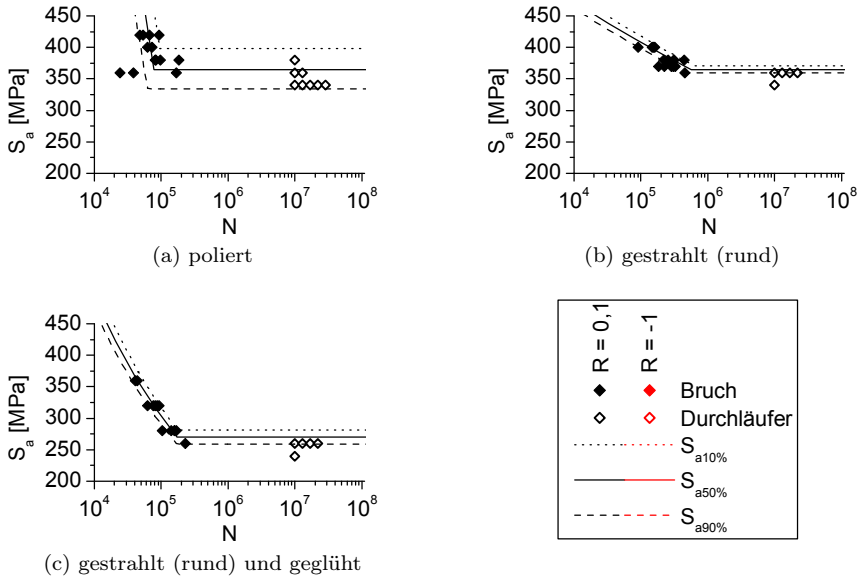 450
400
350
300
250
200
S_a [MPa]
10^4 10^5 10^6 10^7 10^8
N
(a) poliert
450
400
350
300
250
200
S_a [MPa]
10^4 10^5 10^6 10^7 10^8
N
(b) gestrahlt (rund)
450
400
350
300
250
200
S_a [MPa]
10^4 10^5 10^6 10^7 10^8
N
(c) gestrahlt (rund) und geglüht
R = 0,1
R = -1
Bruch
Durchläufer
S_a10%
S_a50%
S_a90%